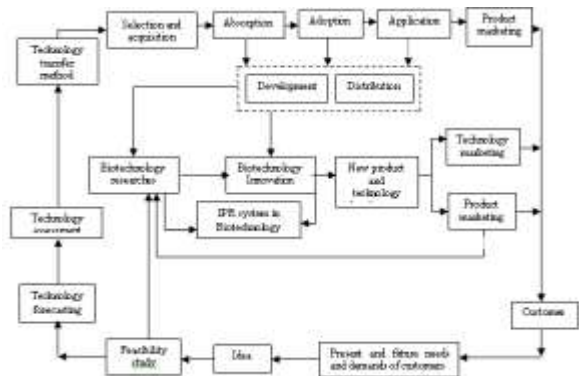 Selection and
acquisition
Absorption
Adoption
Application
Product
marketing
Technology
transfer
method
Development
Distribution
Biotechnology
researches
Biotechnology
Innovation
New product
and
technology
Technology
marketing
IPR system in
Biotechnology
Product
marketing
Technology
assessment
Technology
forecasting
Customer
Feasibility
study
Idea
Present and future needs
and demands of customers